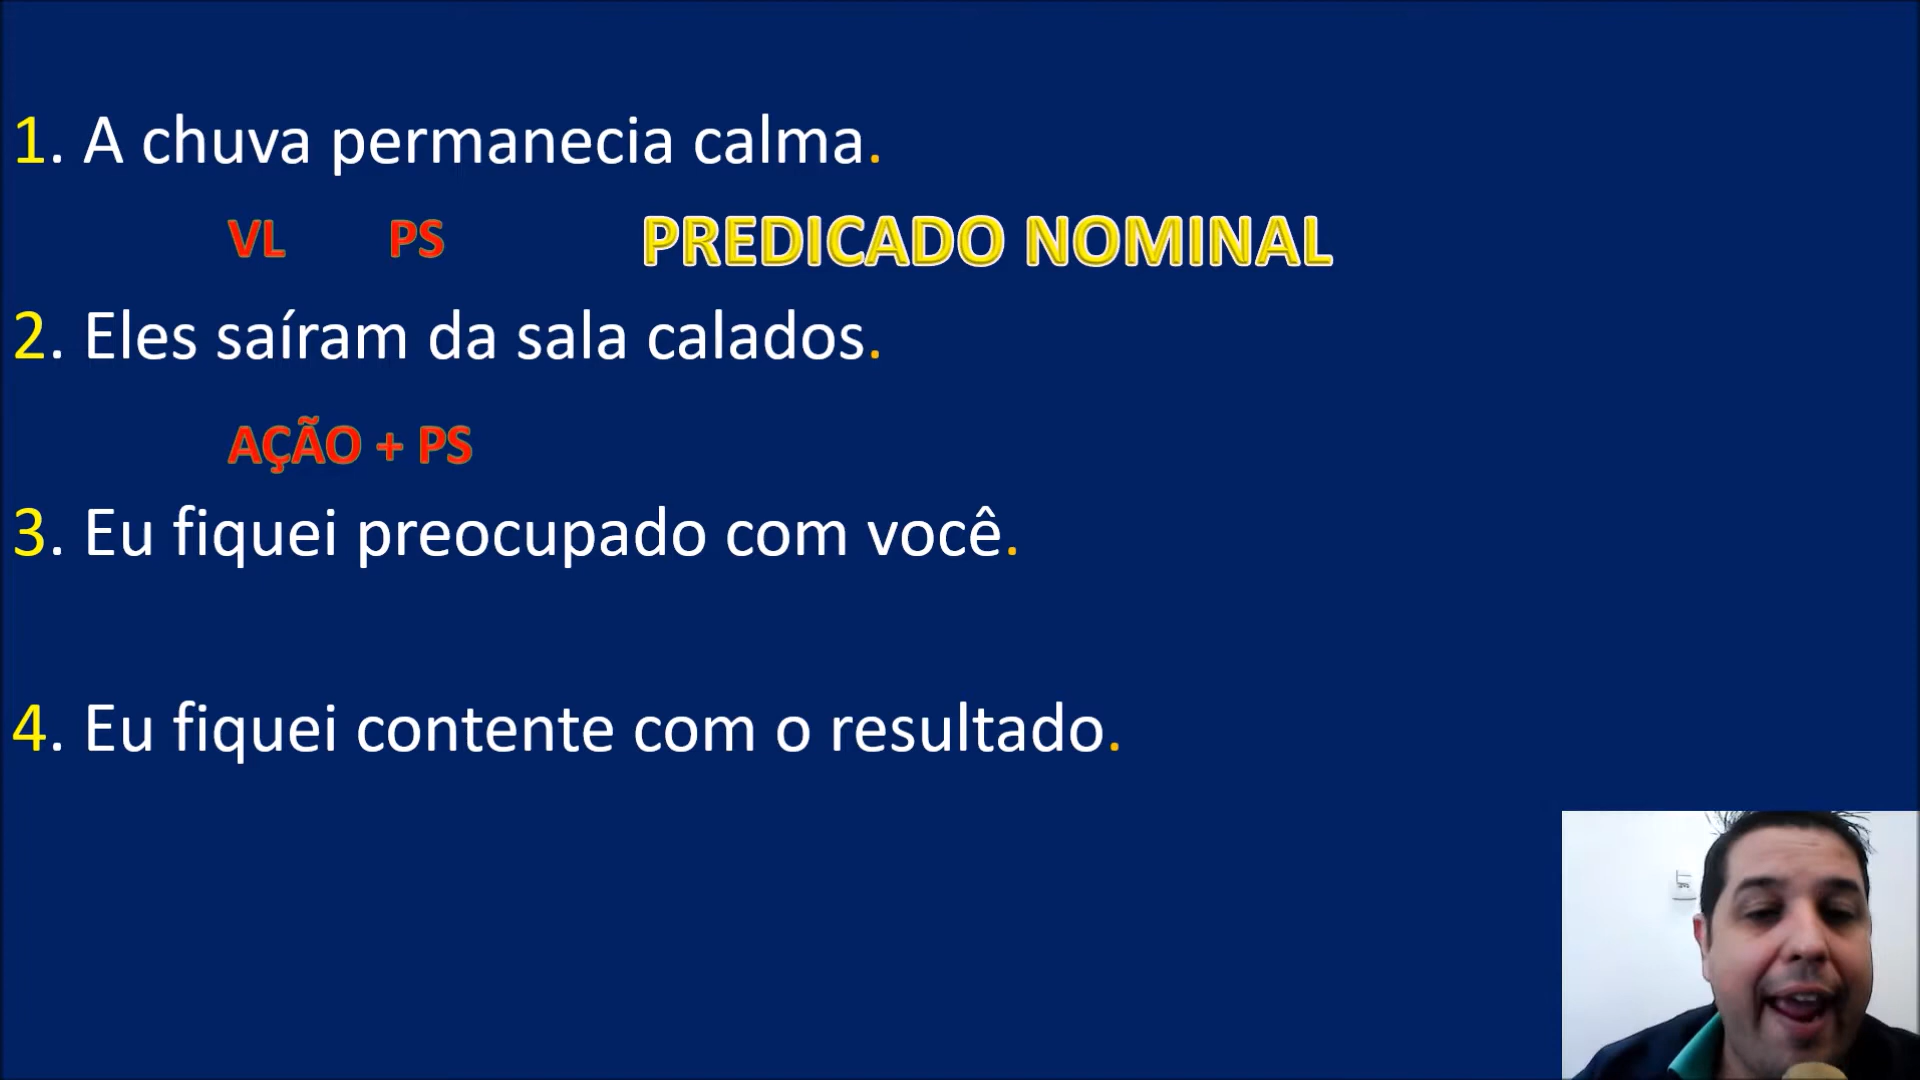 1. A chuva permanecia calma.
VL PS PREDICADO NOMINAL
2. Eles saíram da sala calados.
AÇÃO + PS
3. Eu fiquei preocupado com você.
4. Eu fiquei contente com o resultado.